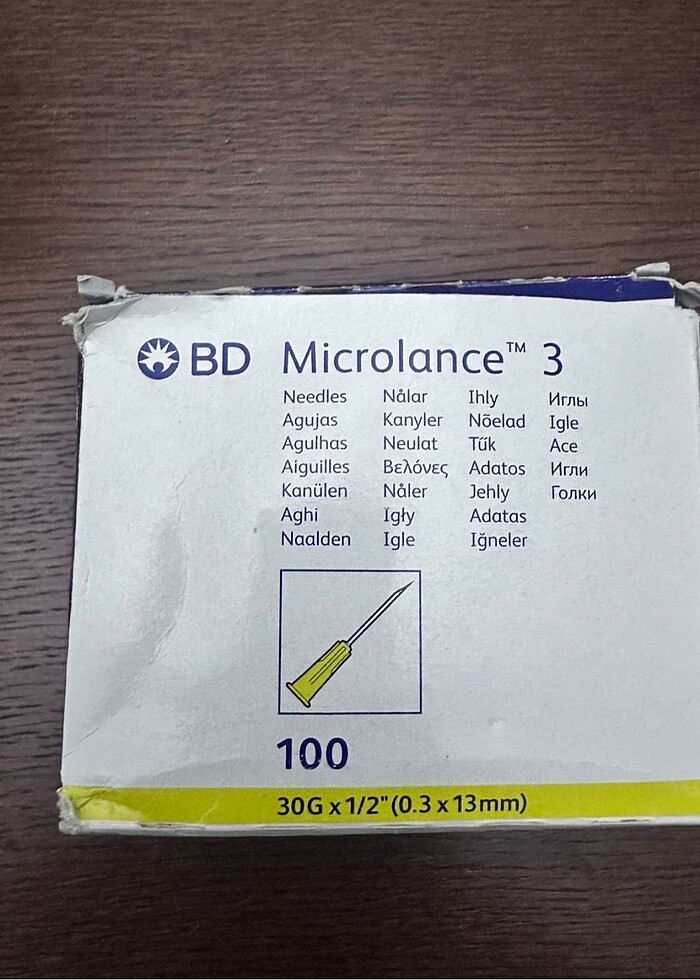 BD Microlance™ 3
Needles Nålar Ihly Иглы
Agujas Kanyler Nõelad Igle
Agulhas Neulat Tűk Ace
Aiguilles Βελόνες Adatos Игли
Kanülen Nåler Jehly Голки
Aghi Igły Adatas
Naalden Igle Iğneler
100
30G x 1/2" (0.3 x 13mm)